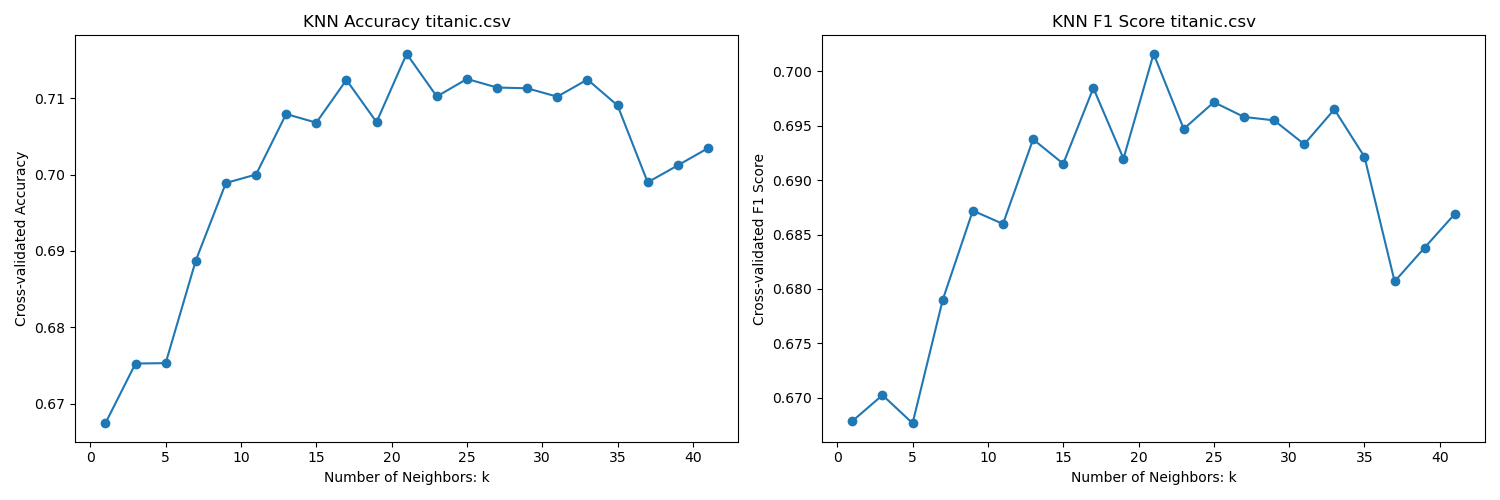 KNN Accuracy titanic.csv
Cross-validated Accuracy
0.71
0.70
0.69
0.68
0.67
0 5 10 15 20 25 30 35 40
Number of Neighbors: k
KNN F1 Score titanic.csv
Cross-validated F1 Score
0.700
0.695
0.690
0.685
0.680
0.675
0.670
0 5 10 15 20 25 30 35 40
Number of Neighbors: k